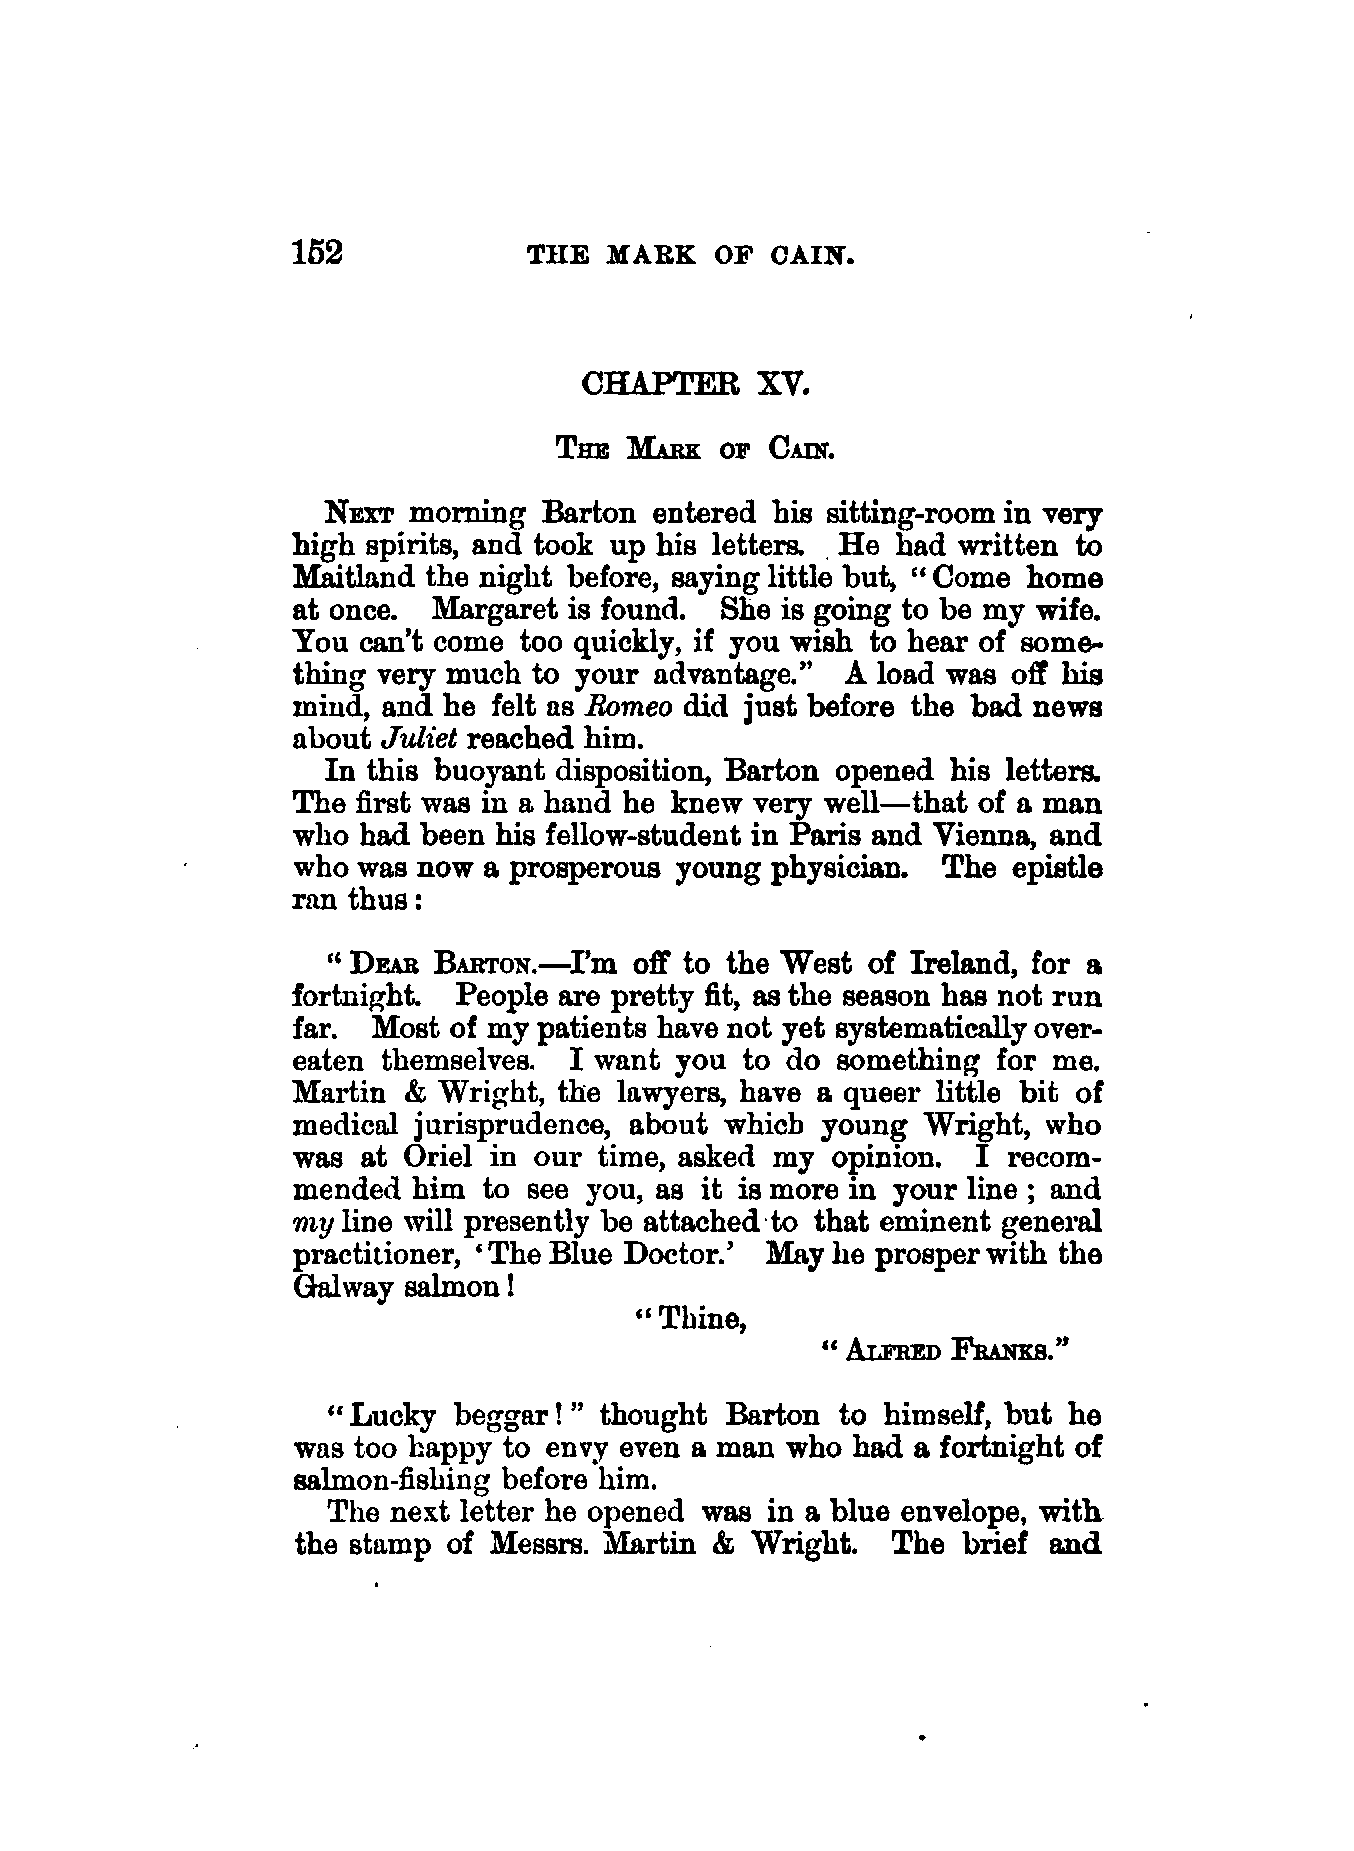 152 THE MARK OF CAIN.
CHAPTER XV.
THE MARK OF CAIN.
NEXT morning Barton entered his sitting-room in very
high spirits, and took up his letters. He had written to
Maitland the night before, saying little but, "Come home
at once. Margaret is found. She is going to be my wife.
You can't come too quickly, if you wish to hear of some-
thing very much to your advantage." A load was off his
mind, and he felt as Romeo did just before the bad news
about Juliet reached him.
In this buoyant disposition, Barton opened his letters.
The first was in a hand he knew very well—that of a man
who had been his fellow-student in Paris and Vienna, and
who was now a prosperous young physician. The epistle
ran thus:
"DEAR BARTON.—I'm off to the West of Ireland, for a
fortnight. People are pretty fit, as the season has not run
far. Most of my patients have not yet systematically over-
eaten themselves. I want you to do something for me.
Martin & Wright, the lawyers, have a queer little bit of
medical jurisprudence, about which young Wright, who
was at Oriel in our time, asked my opinion. I recom-
mended him to see you, as it is more in your line; and
my line will presently be attached to that eminent general
practitioner, 'The Blue Doctor.' May he prosper with the
Galway salmon!
"Thine,
"ALFRED FRANKS."
"Lucky beggar!" thought Barton to himself, but he
was too happy to envy even a man who had a fortnight of
salmon-fishing before him.
The next letter he opened was in a blue envelope, with
the stamp of Messrs. Martin & Wright. The brief and